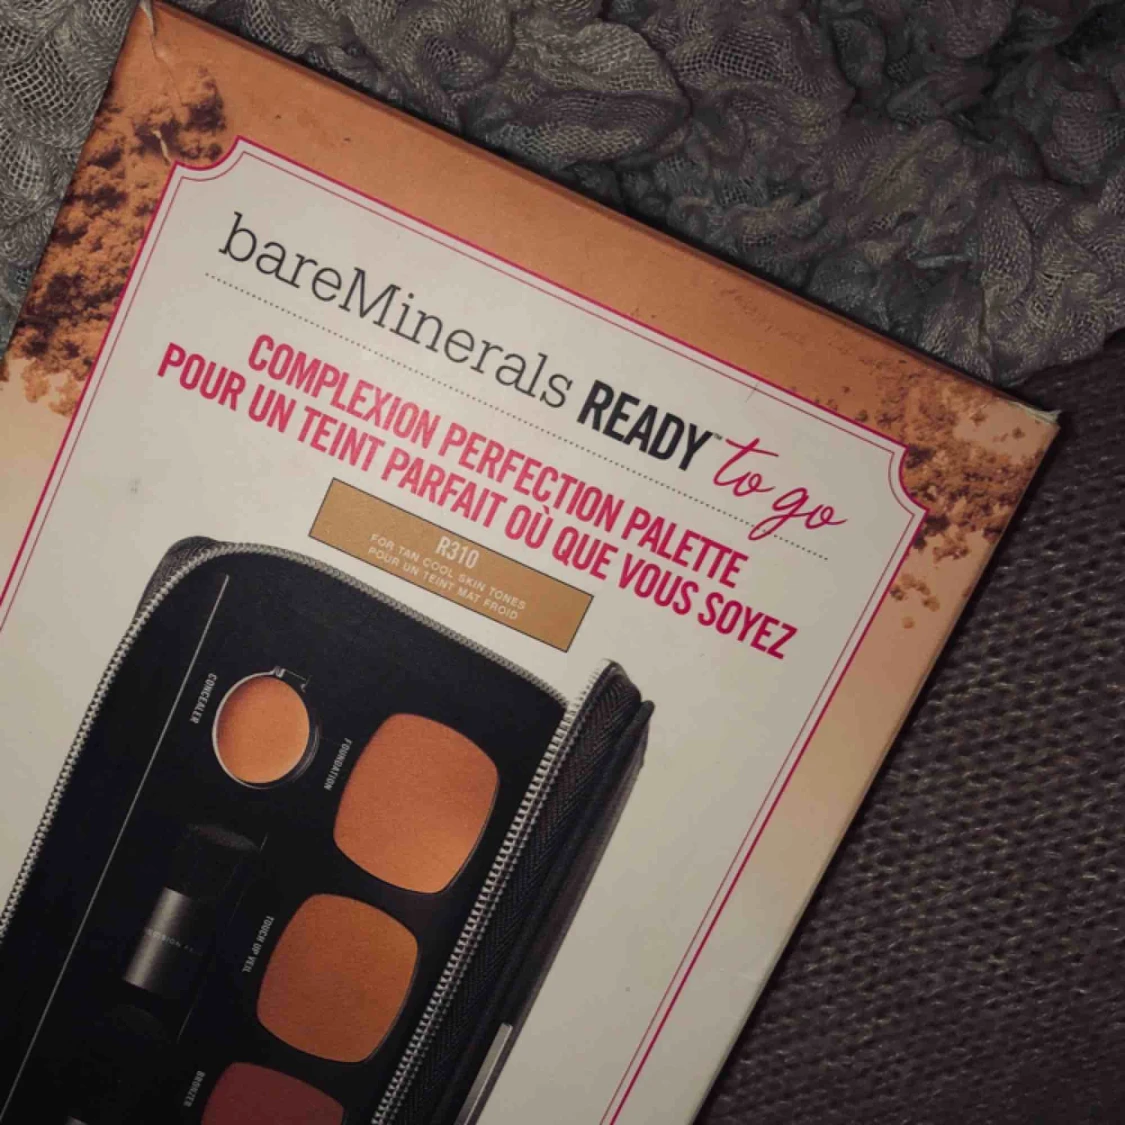 bareMinerals READY™ to go
COMPLEXION PERFECTION PALETTE
POUR UN TEINT PARFAIT OÙ QUE VOUS SOYEZ
R310
FOR TAN COOL SKIN TONES
POUR UN TEINT MAT FROID
CONCEALER
FOUNDATION
TOUCH UP VEIL
BRONZER